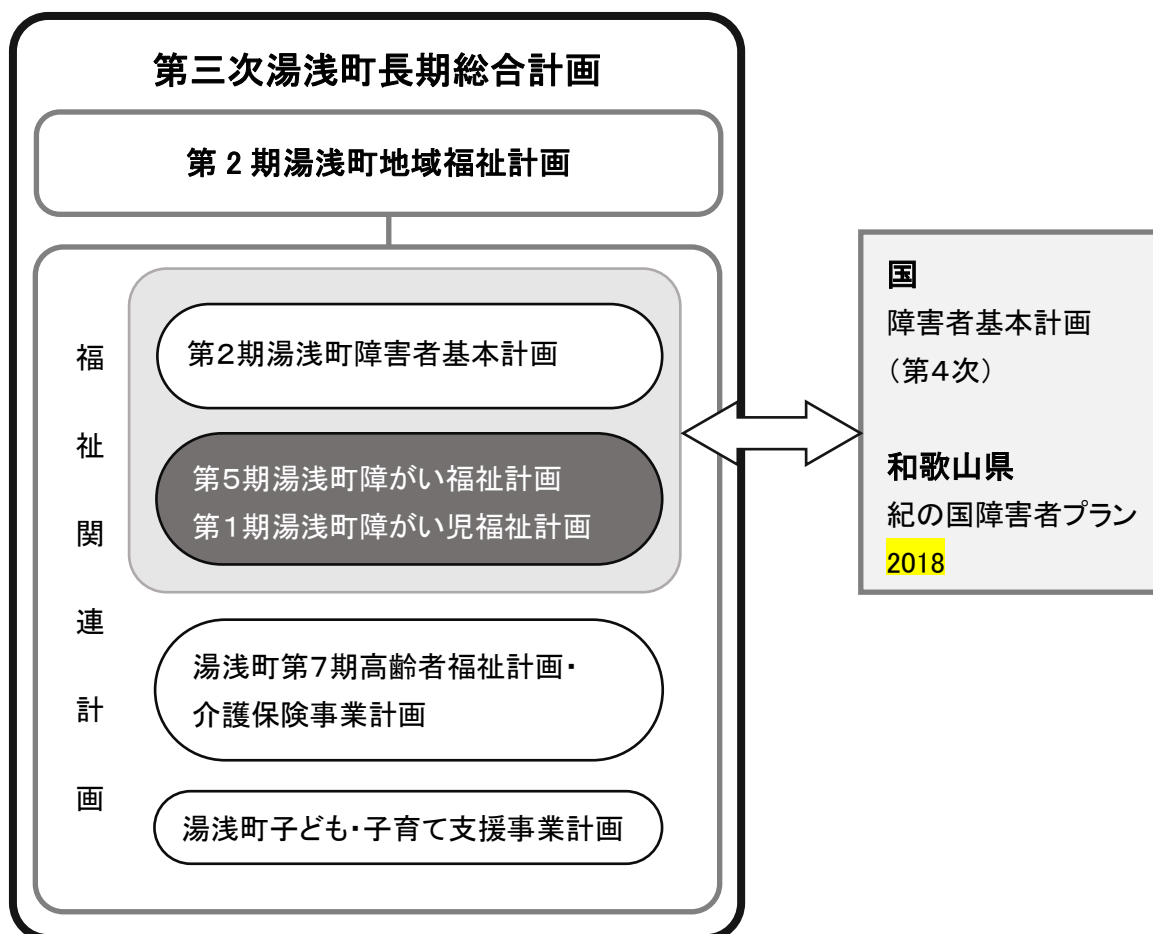 第三次湯浅町長期総合計画
第2期湯浅町地域福祉計画
福祉関連計画
第2期湯浅町障害者基本計画
第5期湯浅町障がい福祉計画
第1期湯浅町障がい児福祉計画
湯浅町第7期高齢者福祉計画・
介護保険事業計画
湯浅町子ども・子育て支援事業計画
国
障害者基本計画
（第4次）
和歌山県
紀の国障害者プラン
2018